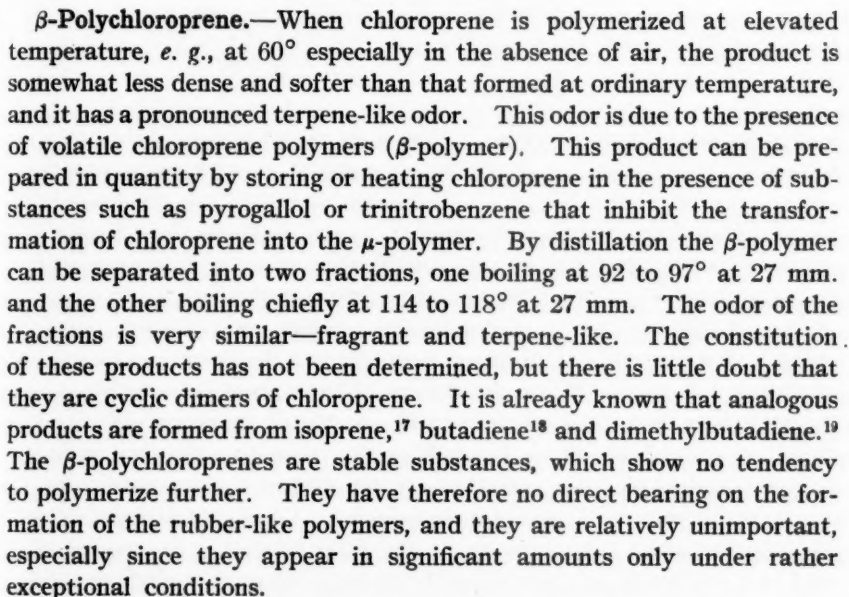 β-Polychloroprene.—When chloroprene is polymerized at elevated
temperature, e. g., at 60° especially in the absence of air, the product is
somewhat less dense and softer than that formed at ordinary temperature,
and it has a pronounced terpene-like odor. This odor is due to the presence
of volatile chloroprene polymers (β-polymer). This product can be pre-
pared in quantity by storing or heating chloroprene in the presence of sub-
stances such as pyrogallol or trinitrobenzene that inhibit the transfor-
mation of chloroprene into the μ-polymer. By distillation the β-polymer
can be separated into two fractions, one boiling at 92 to 97° at 27 mm.
and the other boiling chiefly at 114 to 118° at 27 mm. The odor of the
fractions is very similar—fragrant and terpene-like. The constitution
of these products has not been determined, but there is little doubt that
they are cyclic dimers of chloroprene. It is already known that analogous
products are formed from isoprene,¹⁷ butadiene¹⁸ and dimethylbutadiene.¹⁹
The β-polychloroprenes are stable substances, which show no tendency
to polymerize further. They have therefore no direct bearing on the for-
mation of the rubber-like polymers, and they are relatively unimportant,
especially since they appear in significant amounts only under rather
exceptional conditions.